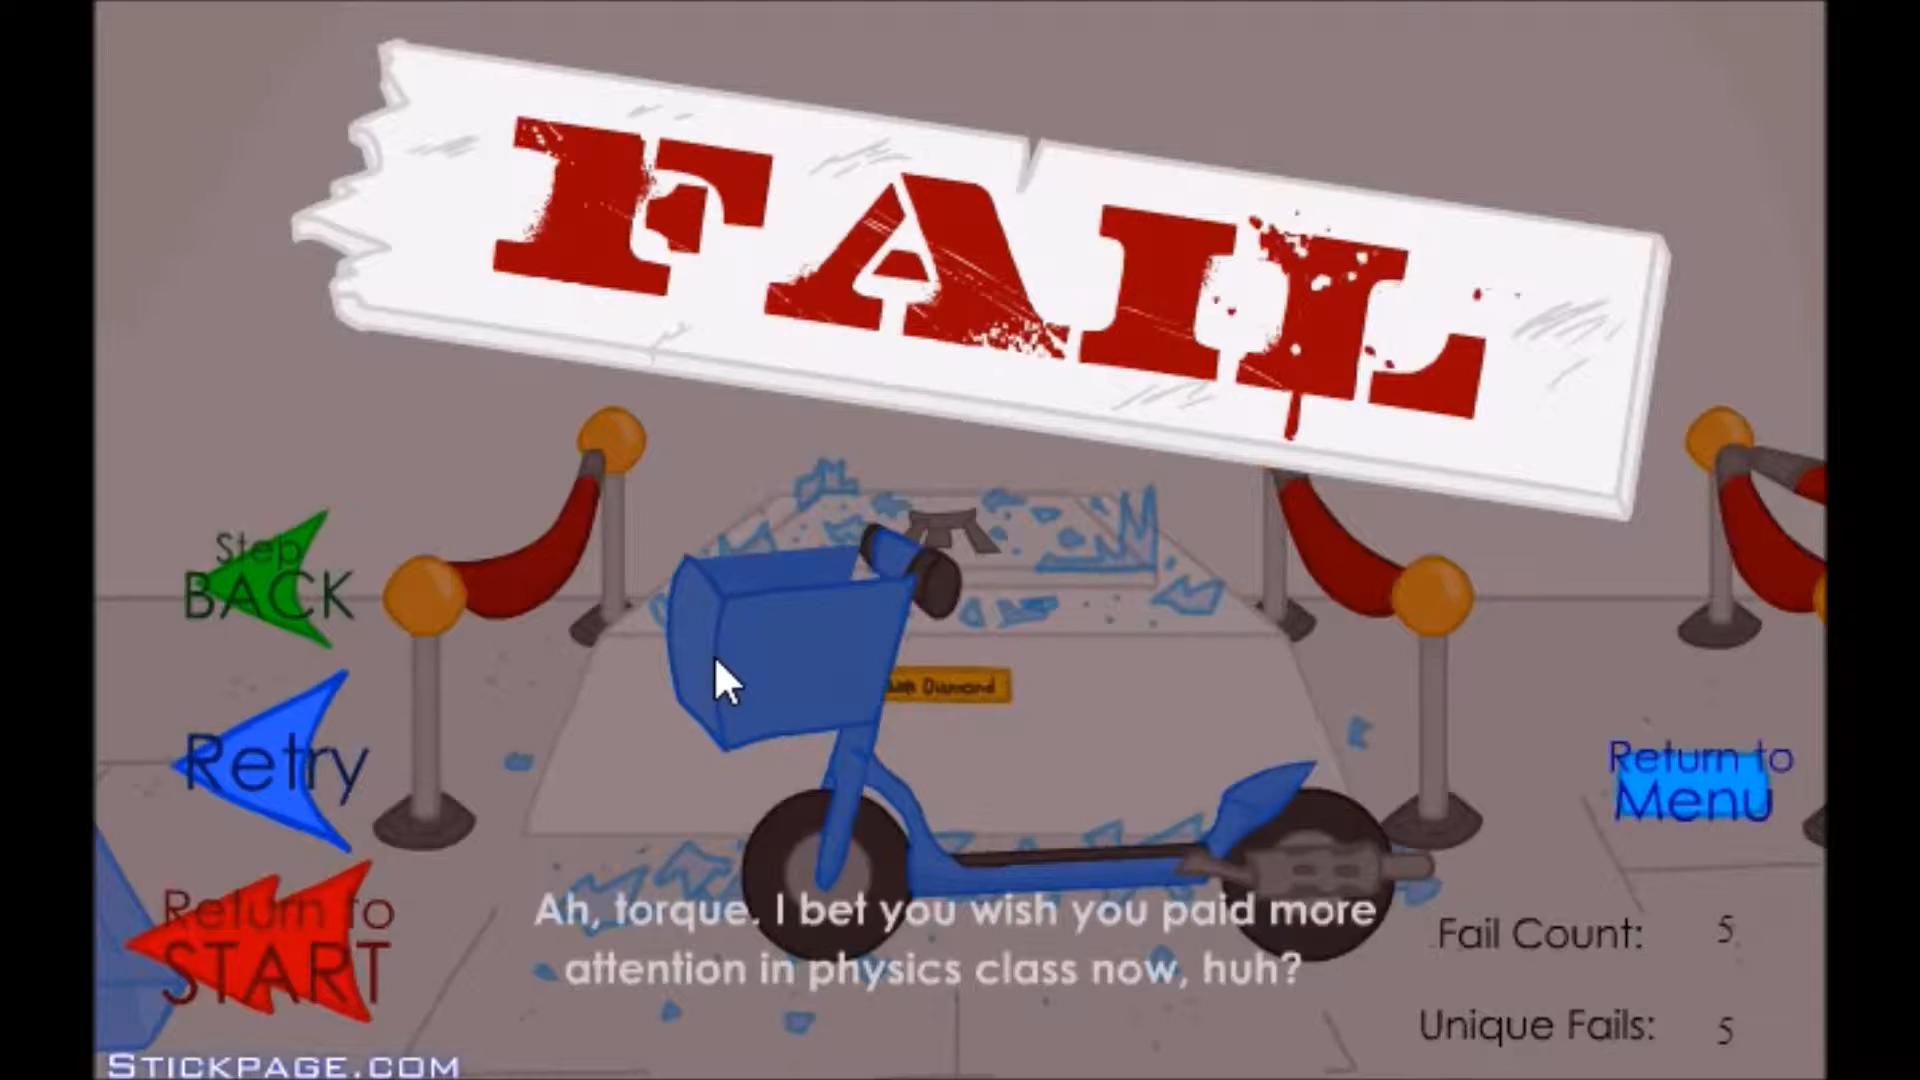 FAIL
Step
BACK
Diamond
Retry
Return to
Menu
Return to
START
Ah, torque. I bet you wish you paid more
attention in physics class now, huh?
Fail Count: 5
Unique Fails: 5
STICKPAGE.COM